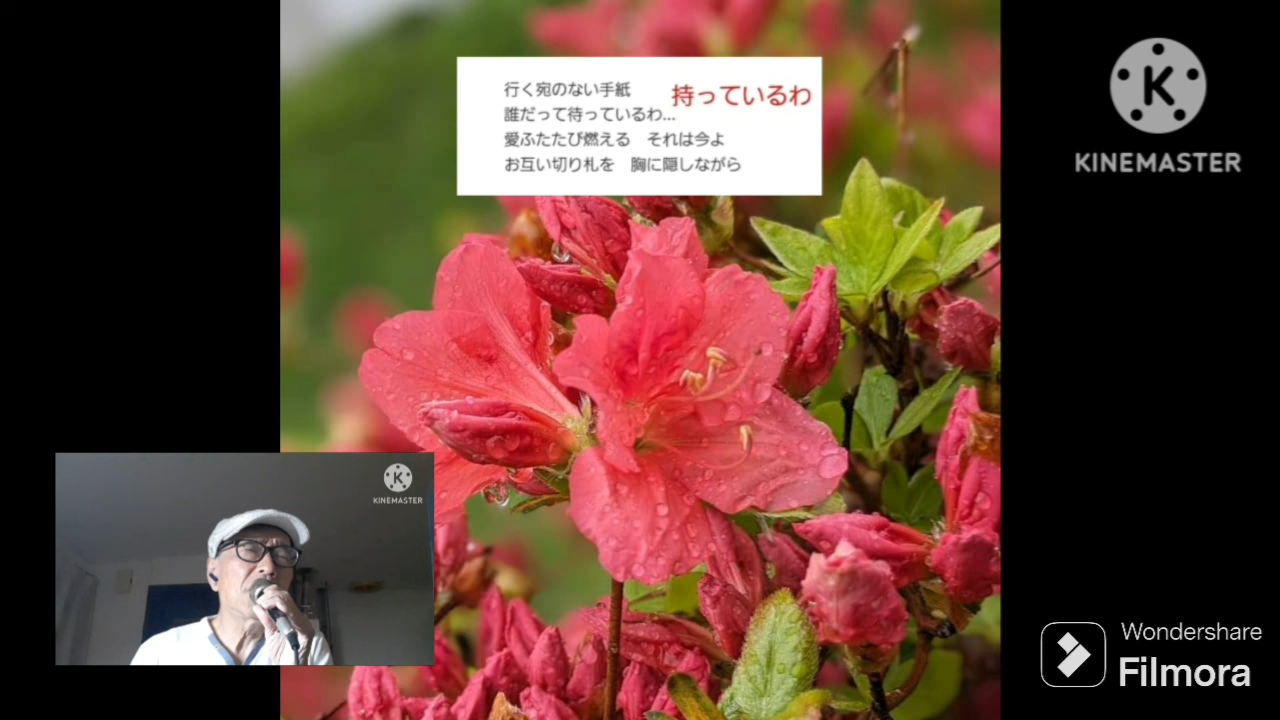 行く宛のない手紙
持っているわ
誰だって待っているわ...
愛ふたたび燃える　それは今よ
お互い切り札を　胸に隠しながら
KINEMASTER
KINEMASTER
Wondershare
Filmora